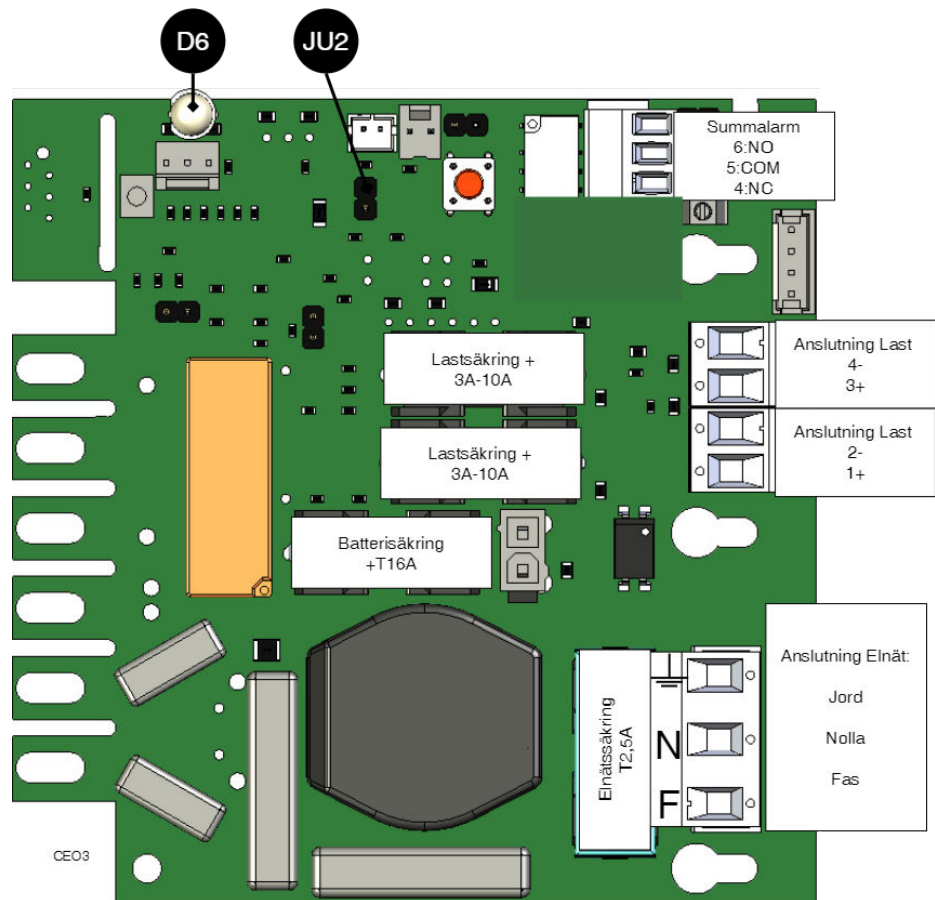 D6
JU2
Summalarm
6:NO
5:COM
4:NC
Anslutning Last
4-
3+
Lastsäkring +
3A-10A
Anslutning Last
2-
1+
Lastsäkring +
3A-10A
Batterisäkring
+T16A
Elnätssäkring
T2,5A
N
F
Anslutning Elnät:
Jord
Nolla
Fas
CEO3